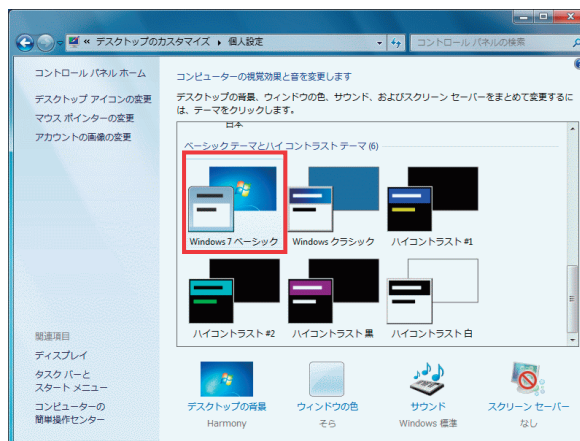 « デスクトップのカスタマイズ ▸ 個人設定
コントロール パネルの検索
コントロール パネル ホーム
デスクトップ アイコンの変更
マウス ポインターの変更
アカウントの画像の変更
関連項目
ディスプレイ
タスク バーと
スタート メニュー
コンピューターの
簡単操作センター
コンピューターの視覚効果と音を変更します
デスクトップの背景、ウィンドウの色、サウンド、およびスクリーン セーバーをまとめて変更するに
は、テーマをクリックします。
日本
ベーシック テーマとハイ コントラスト テーマ (6)
Windows 7 ベーシック
Windows クラシック
ハイコントラスト #1
ハイコントラスト #2
ハイコントラスト 黒
ハイコントラスト 白
デスクトップの背景
Harmony
ウィンドウの色
そら
サウンド
Windows 標準
スクリーン セーバー
なし